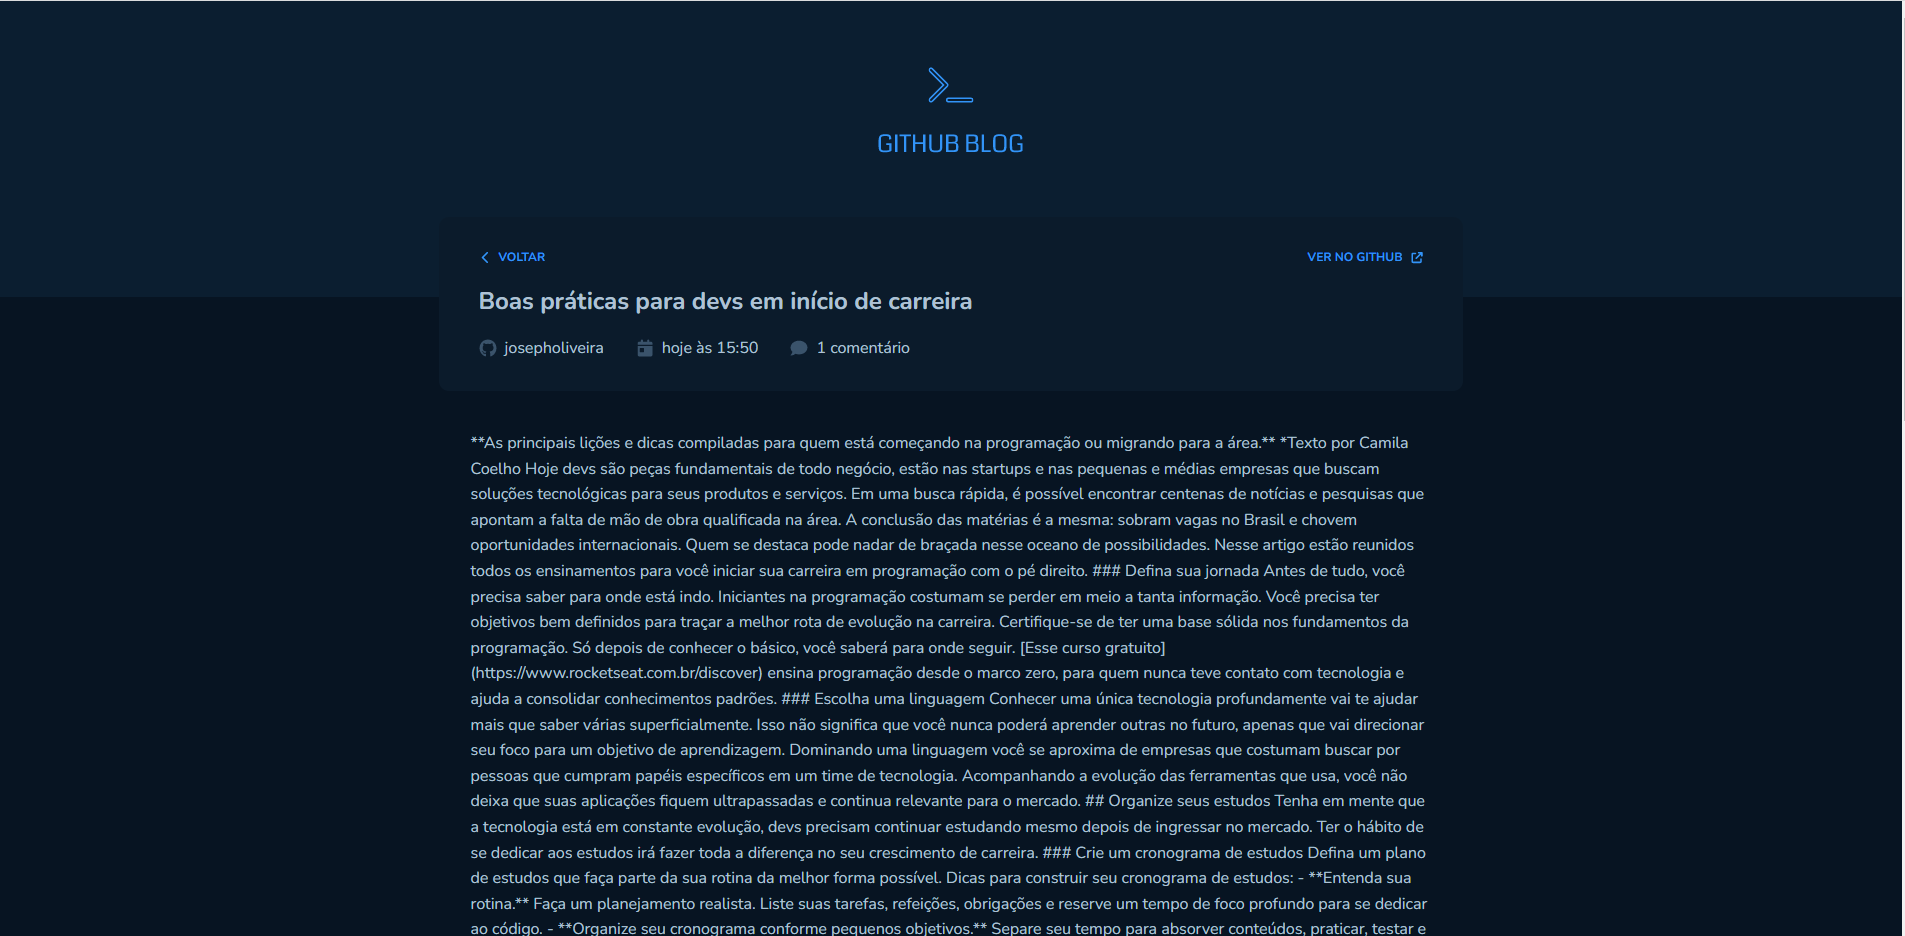 GITHUB BLOG
VOLTAR
VER NO GITHUB
Boas práticas para devs em início de carreira
josepholiveira
hoje às 15:50
1 comentário
**As principais lições e dicas compiladas para quem está começando na programação ou migrando para a área.** *Texto por Camila
Coelho Hoje devs são peças fundamentais de todo negócio, estão nas startups e nas pequenas e médias empresas que buscam
soluções tecnológicas para seus produtos e serviços. Em uma busca rápida, é possível encontrar centenas de notícias e pesquisas que
apontam a falta de mão de obra qualificada na área. A conclusão das matérias é a mesma: sobram vagas no Brasil e chovem
oportunidades internacionais. Quem se destaca pode nadar de braçada nesse oceano de possibilidades. Nesse artigo estão reunidos
todos os ensinamentos para você iniciar sua carreira em programação com o pé direito. ### Defina sua jornada Antes de tudo, você
precisa saber para onde está indo. Iniciantes na programação costumam se perder em meio a tanta informação. Você precisa ter
objetivos bem definidos para traçar a melhor rota de evolução na carreira. Certifique-se de ter uma base sólida nos fundamentos da
programação. Só depois de conhecer o básico, você saberá para onde seguir. [Esse curso gratuito]
(https://www.rocketseat.com.br/discover) ensina programação desde o marco zero, para quem nunca teve contato com tecnologia e
ajuda a consolidar conhecimentos padrões. ### Escolha uma linguagem Conhecer uma única tecnologia profundamente vai te ajudar
mais que saber várias superficialmente. Isso não significa que você nunca poderá aprender outras no futuro, apenas que vai direcionar
seu foco para um objetivo de aprendizagem. Dominando uma linguagem você se aproxima de empresas que costumam buscar por
pessoas que cumpram papéis específicos em um time de tecnologia. Acompanhando a evolução das ferramentas que usa, você não
deixa que suas aplicações fiquem ultrapassadas e continua relevante para o mercado. ## Organize seus estudos Tenha em mente que
a tecnologia está em constante evolução, devs precisam continuar estudando mesmo depois de ingressar no mercado. Ter o hábito de
se dedicar aos estudos irá fazer toda a diferença no seu crescimento de carreira. ### Crie um cronograma de estudos Defina um plano
de estudos que faça parte da sua rotina da melhor forma possível. Dicas para construir seu cronograma de estudos: - **Entenda sua
rotina.** Faça um planejamento realista. Liste suas tarefas, refeições, obrigações e reserve um tempo de foco profundo para se dedicar
ao código. - **Organize seu cronograma conforme pequenos objetivos.** Separe seu tempo para absorver conteúdos, praticar, testar e